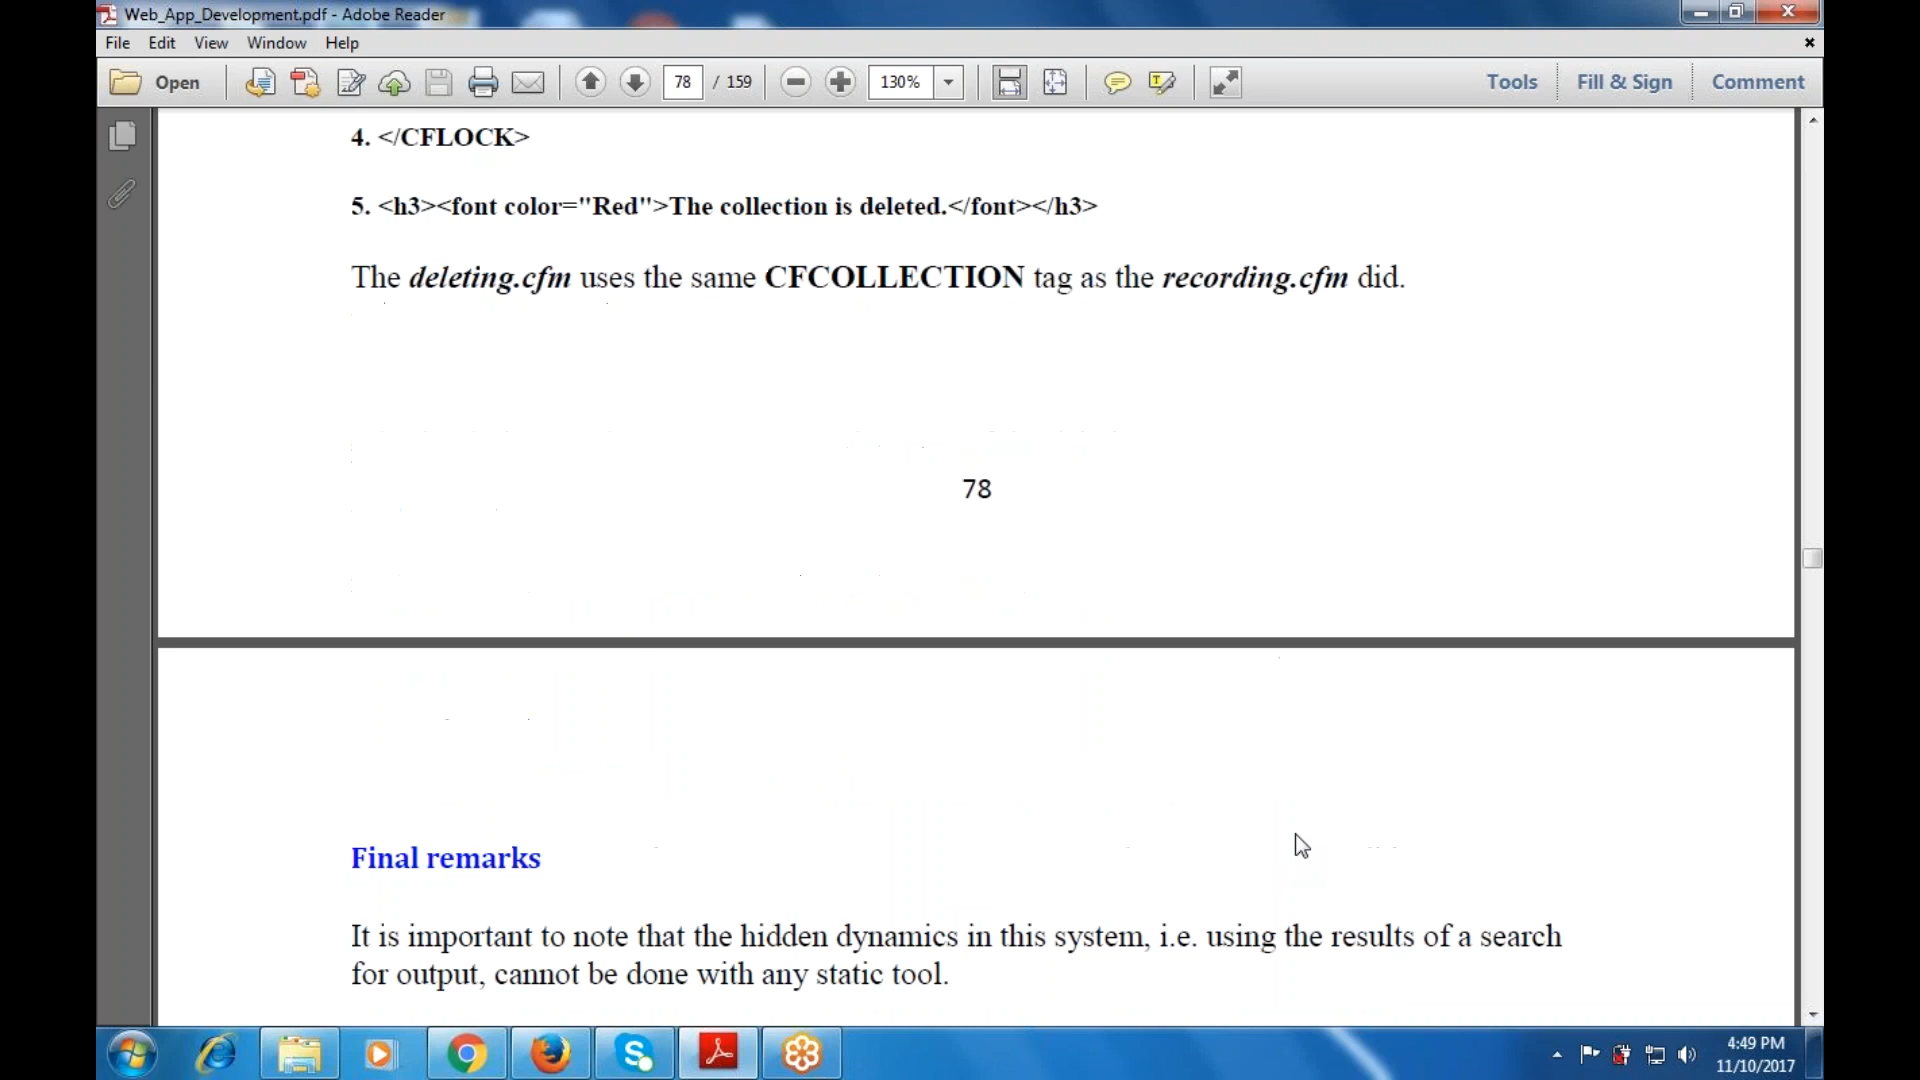 Web_App_Development.pdf - Adobe Reader
File Edit View Window Help
Open 78 / 159 130% Tools Fill & Sign Comment
4. </CFLOCK>
5. <h3><font color="Red">The collection is deleted.</font></h3>
The deleting.cfm uses the same CFCOLLECTION tag as the recording.cfm did.
78
Final remarks
It is important to note that the hidden dynamics in this system, i.e. using the results of a search
for output, cannot be done with any static tool.
4:49 PM
11/10/2017